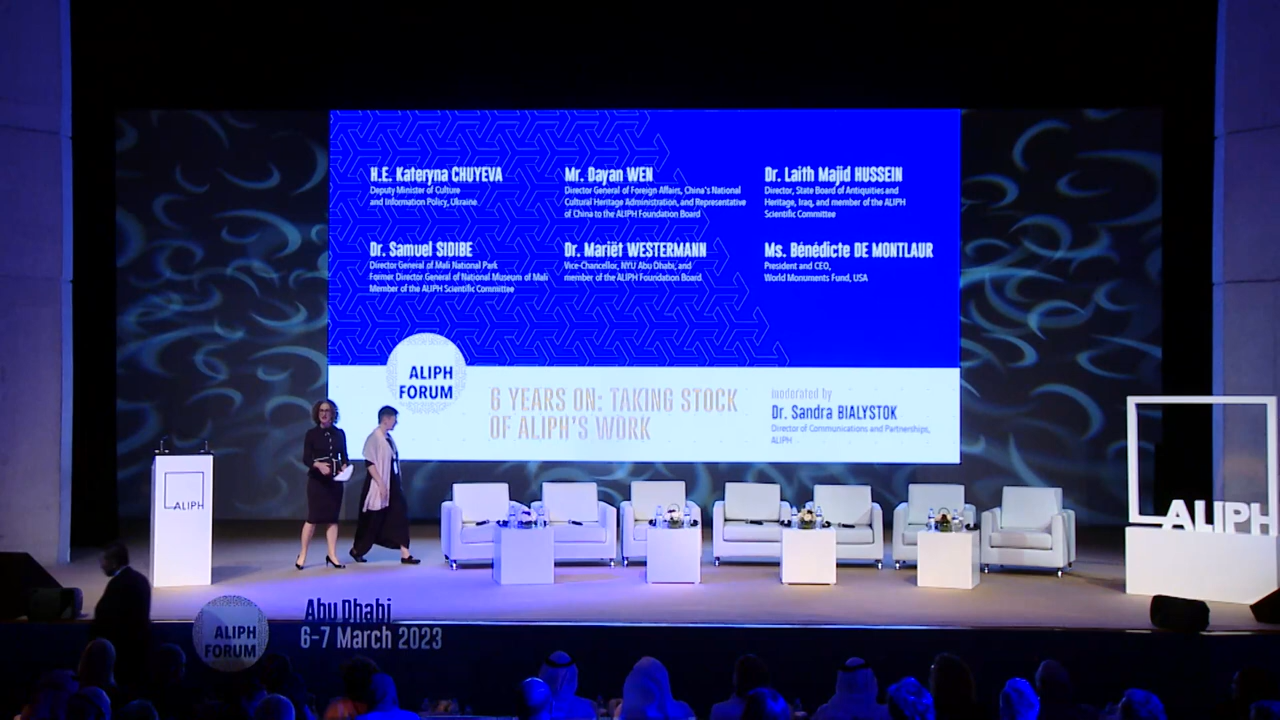 H.E. Kateryna CHUYEVA
Deputy Minister of Culture
and Information Policy, Ukraine
Mr. Dayan WEN
Director General of Foreign Affairs, China's National
Cultural Heritage Administration, and Representative
of China to the ALIPH Foundation Board
Dr. Laith Majid HUSSEIN
Director, State Board of Antiquities and
Heritage, Iraq, and member of the ALIPH
Scientific Committee
Dr. Samuel SIDIBE
Director General of Mali National Park
Former Director General of National Museum of Mali
Member of the ALIPH Scientific Committee
Dr. Mariët WESTERMANN
Vice-Chancellor, NYU Abu Dhabi, and
member of the ALIPH Foundation Board
Ms. Bénédicte DE MONTLAUR
President and CEO,
World Monuments Fund, USA
ALIPH
FORUM
6 YEARS ON: TAKING STOCK
OF ALIPH'S WORK
moderated by
Dr. Sandra BIALYSTOK
Director of Communications and Partnerships,
ALIPH
ALIPH
ALIPH
ALIPH
FORUM
Abu Dhabi
6-7 March 2023